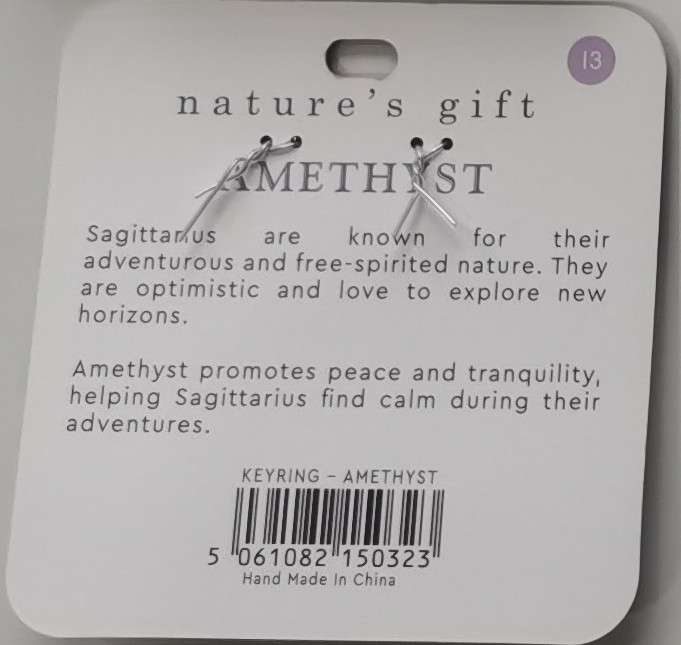 13
nature's gift
AMETHYST
Sagittarius are known for their
adventurous and free-spirited nature. They
are optimistic and love to explore new
horizons.
Amethyst promotes peace and tranquility,
helping Sagittarius find calm during their
adventures.
KEYRING - AMETHYST
5 061082 150323
Hand Made In China